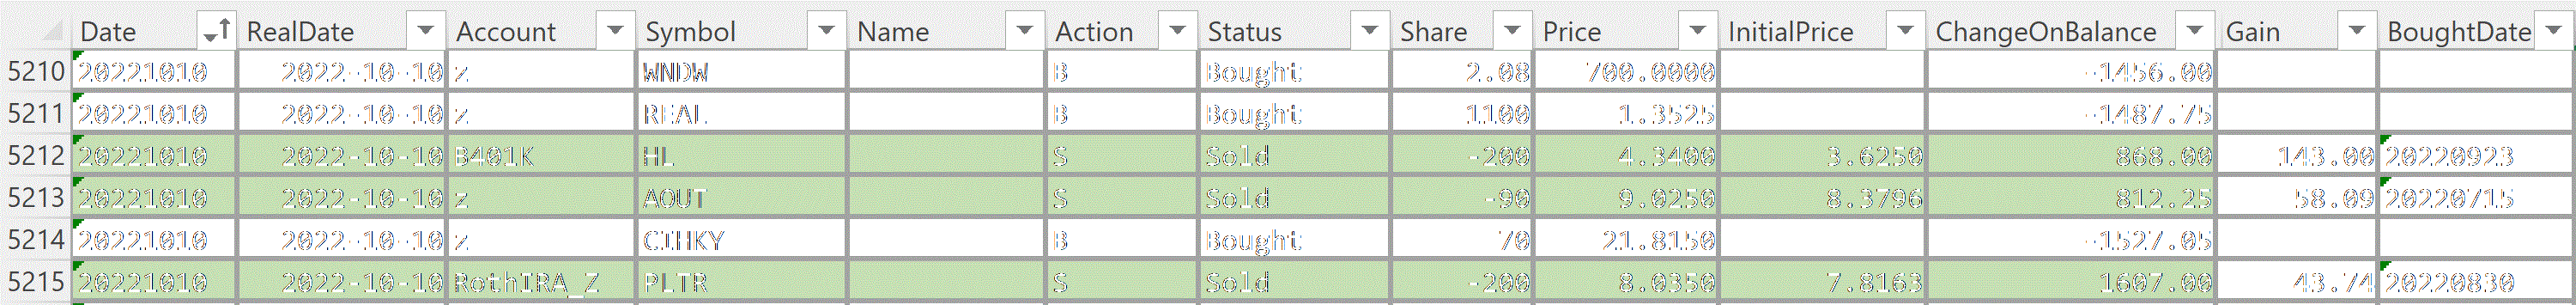 Date RealDate Account Symbol Name Action Status Share Price InitialPrice ChangeOnBalance Gain BoughtDate
5210 20221010 2022-10-10 z WNDW B Bought 2.08 700.0000 -1456.00
5211 20221010 2022-10-10 z REAL B Bought 1100 1.3525 -1487.75
5212 20221010 2022-10-10 B401K HL S Sold -200 4.3400 3.6250 868.00 143.00 20220923
5213 20221010 2022-10-10 z AOUT S Sold -90 9.0250 8.3796 812.25 58.09 20220715
5214 20221010 2022-10-10 z CIHKY B Bought 70 21.8150 -1527.05
5215 20221010 2022-10-10 RothIRA_Z PLTR S Sold -200 8.0350 7.8163 1607.00 43.74 20220830